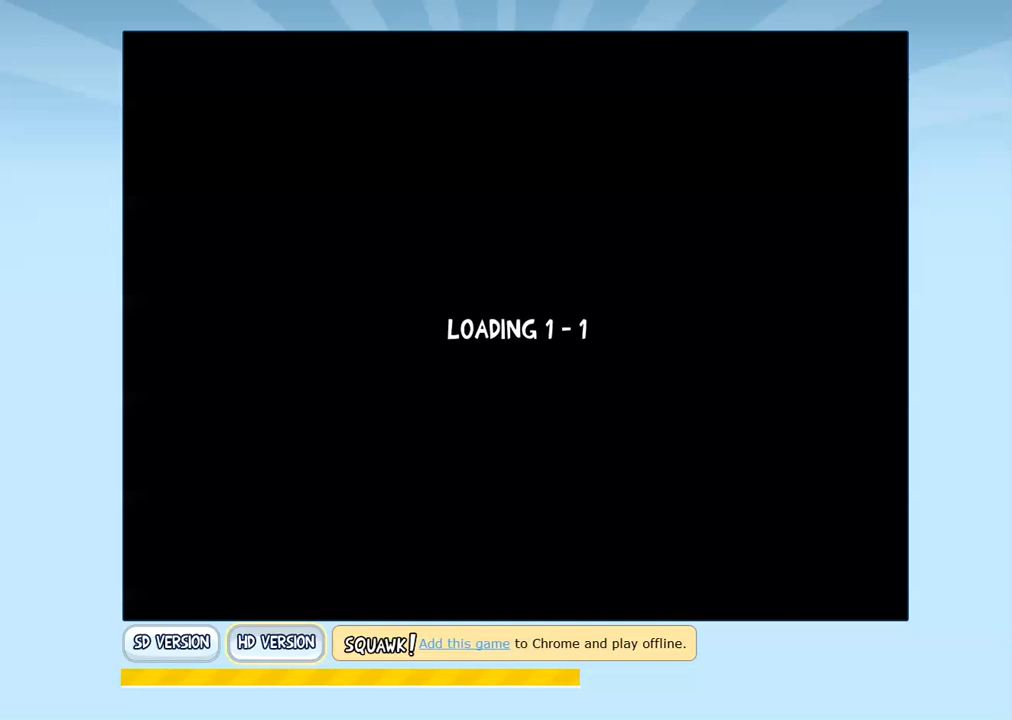 LOADING 1 - 1
SD VERSION HD VERSION SQUAWK! Add this game to Chrome and play offline.